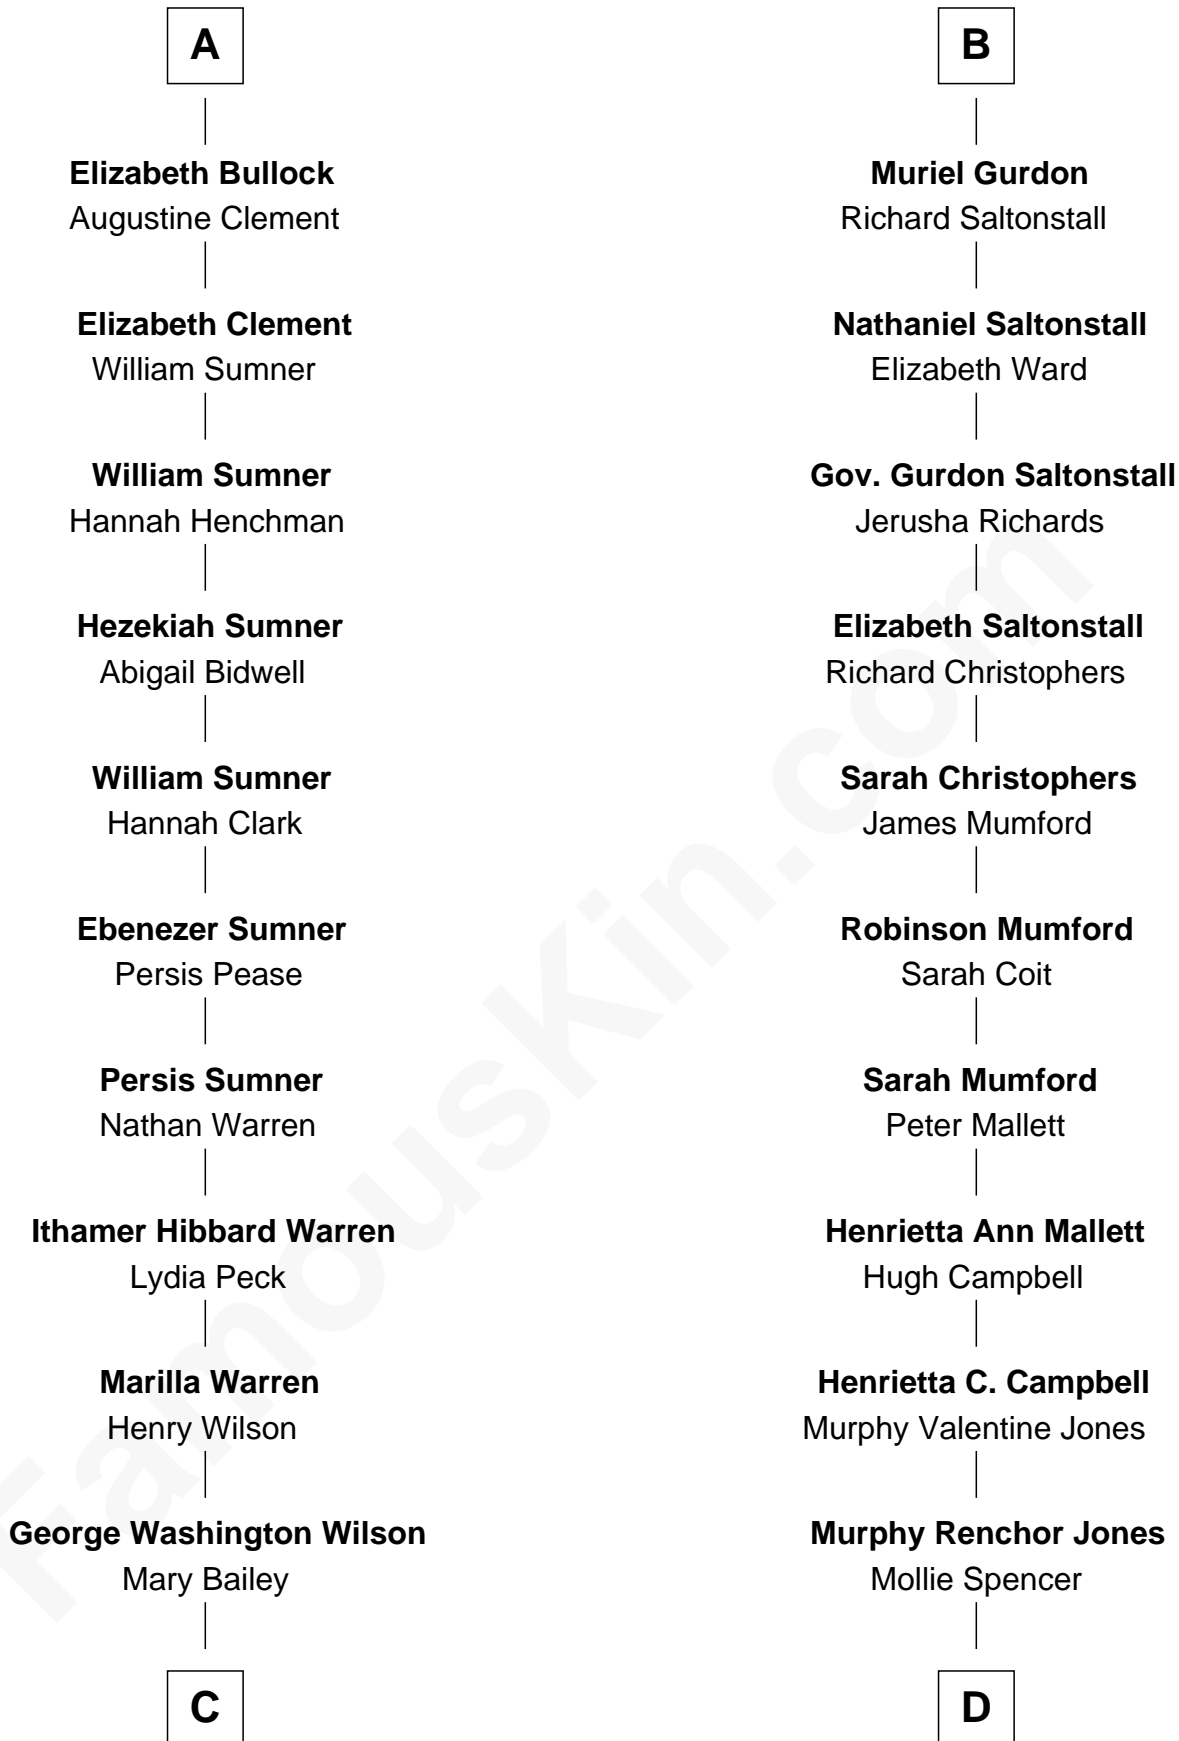 A
Elizabeth Bullock
Augustine Clement
Elizabeth Clement
William Sumner
William Sumner
Hannah Henchman
Hezekiah Sumner
Abigail Bidwell
William Sumner
Hannah Clark
Ebenezer Sumner
Persis Pease
Persis Sumner
Nathan Warren
Ithamer Hibbard Warren
Lydia Peck
Marilla Warren
Henry Wilson
George Washington Wilson
Mary Bailey
C
B
Muriel Gurdon
Richard Saltonstall
Nathaniel Saltonstall
Elizabeth Ward
Gov. Gurdon Saltonstall
Jerusha Richards
Elizabeth Saltonstall
Richard Christophers
Sarah Christophers
James Mumford
Robinson Mumford
Sarah Coit
Sarah Mumford
Peter Mallett
Henrietta Ann Mallett
Hugh Campbell
Henrietta C. Campbell
Murphy Valentine Jones
Murphy Renchor Jones
Mollie Spencer
D
FamousKin.com